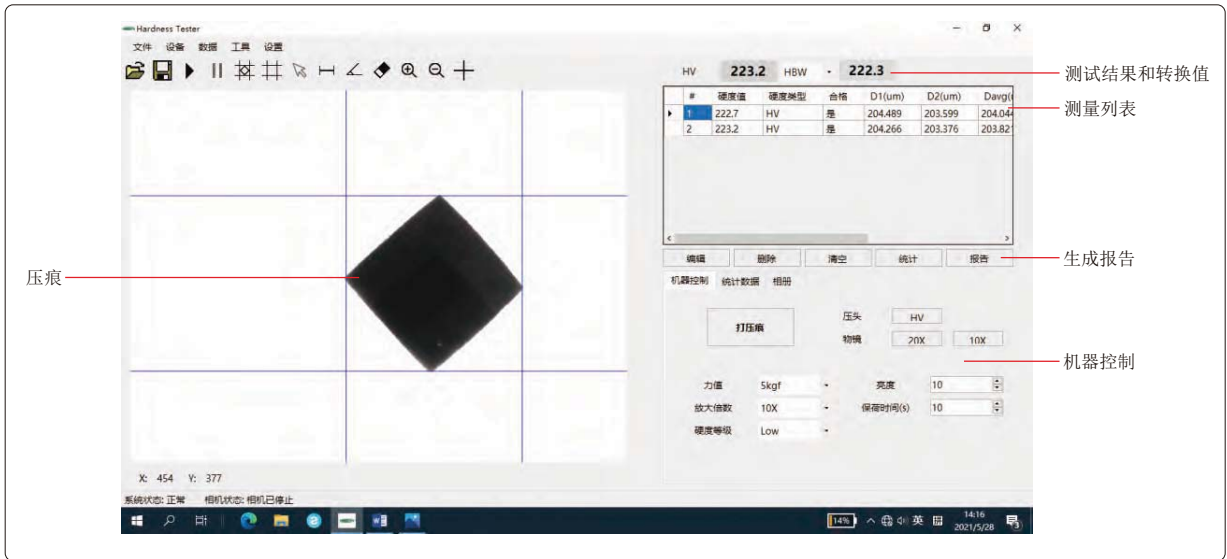 Hardness Tester
文件 设备 数据 工具 设置
HV 223.2 HBW 222.3
测试结果和转换值
# 硬度值 硬度类型 合格 D1(um) D2(um) Davg(
测量列表
1 222.7 HV 是 204.489 203.599 204.04
2 223.2 HV 是 204.266 203.376 203.82
编辑 删除 清空 统计 报告
生成报告
压痕
机器控制 统计数据 相册
打压痕
压头 HV
物镜 20X 10X
机器控制
力值 5kgf 亮度 10
放大倍数 10X 保荷时间(s) 10
硬度等级 Low
X: 454 Y: 377
系统状态: 正常 相机状态: 相机已停止
14% 英 14:16
2021/5/28